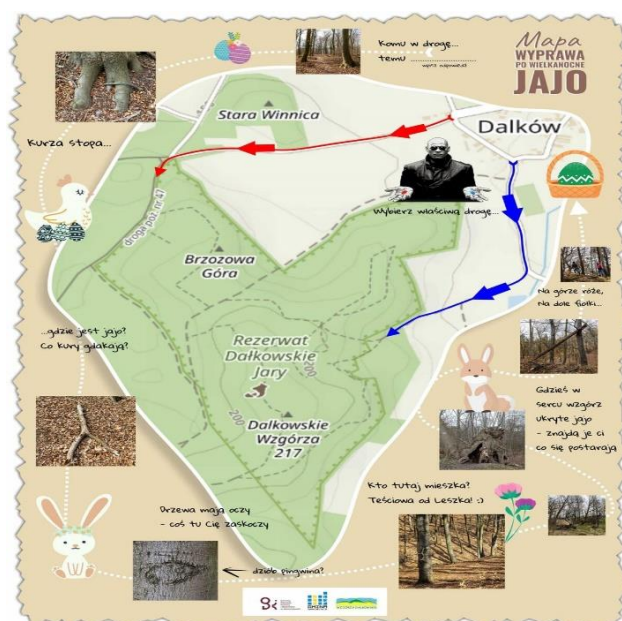 Mapa
WYPRAWA
PO WIELKANOCNE
JAJO
Komu w drogę...
temu
wpisz odpowiedź
Kurza stopa...
Stara Winnica
Dalków
Wybierz właściwą drogę...
droga poż. nr 47
Brzozowa
Góra
Na górze róże,
Na dole fiołki...
...gdzie jest jajo?
Co kury gdakają?
Rezerwat
Dałkowskie
Jary
200
200
Dalkowskie
Wzgórza
217
Gdzieś w
sercu wzgórz
ukryte jajo
- znajdą je ci
co się postarają
Kto tutaj mieszka?
Teściowa od Leszka! :)
Drzewa mają oczy
- coś tu Cię zaskoczy
dziób pingwina?